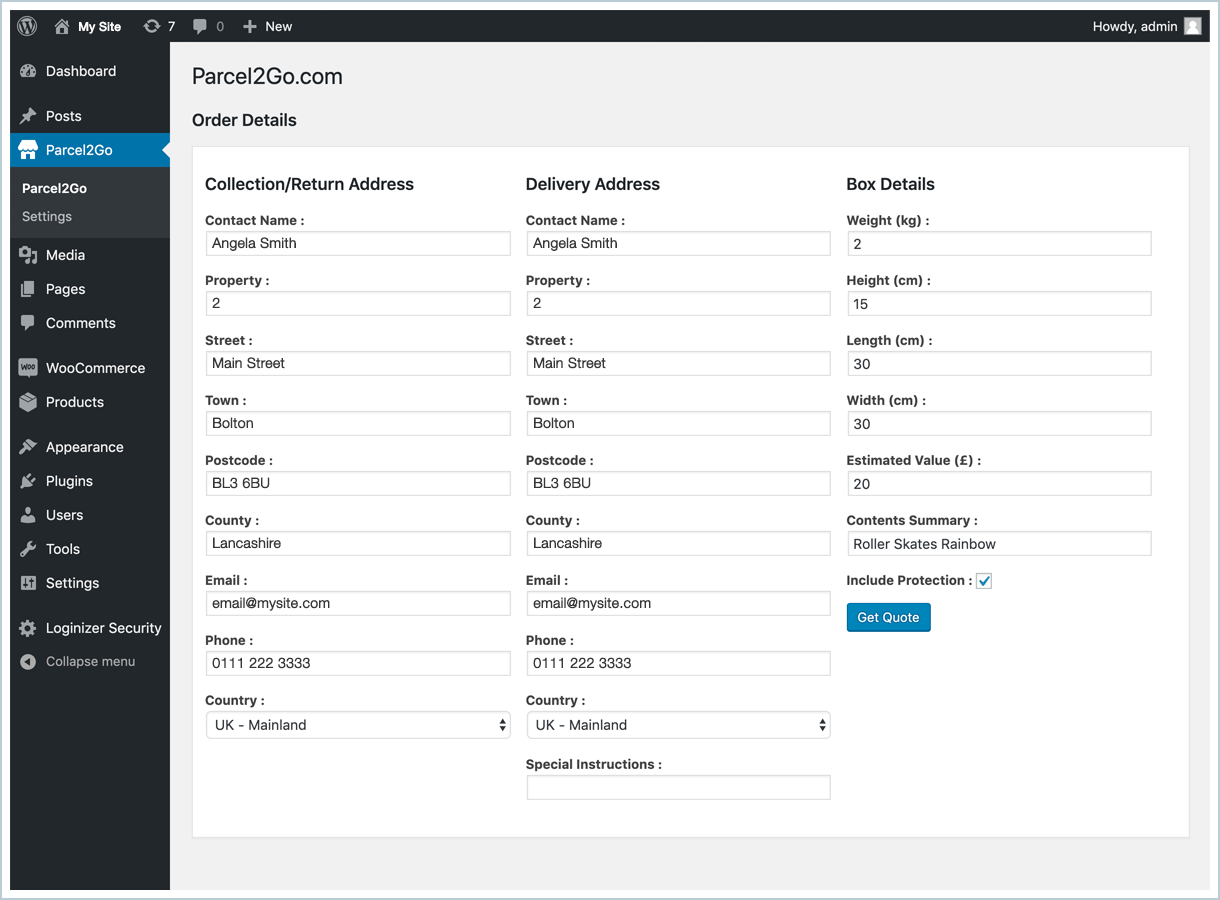 My Site 7 0 New Howdy, admin
Dashboard
Posts
Parcel2Go
Parcel2Go
Settings
Media
Pages
Comments
WOO WooCommerce
Products
Appearance
Plugins
Users
Tools
Settings
Loginizer Security
Collapse menu
Parcel2Go.com
Order Details
Collection/Return Address
Contact Name :
Angela Smith
Property :
2
Street :
Main Street
Town :
Bolton
Postcode :
BL3 6BU
County :
Lancashire
Email :
email@mysite.com
Phone :
0111 222 3333
Country :
UK - Mainland
Delivery Address
Contact Name :
Angela Smith
Property :
2
Street :
Main Street
Town :
Bolton
Postcode :
BL3 6BU
County :
Lancashire
Email :
email@mysite.com
Phone :
0111 222 3333
Country :
UK - Mainland
Special Instructions :
Box Details
Weight (kg) :
2
Height (cm) :
15
Length (cm) :
30
Width (cm) :
30
Estimated Value (£) :
20
Contents Summary :
Roller Skates Rainbow
Include Protection :
Get Quote